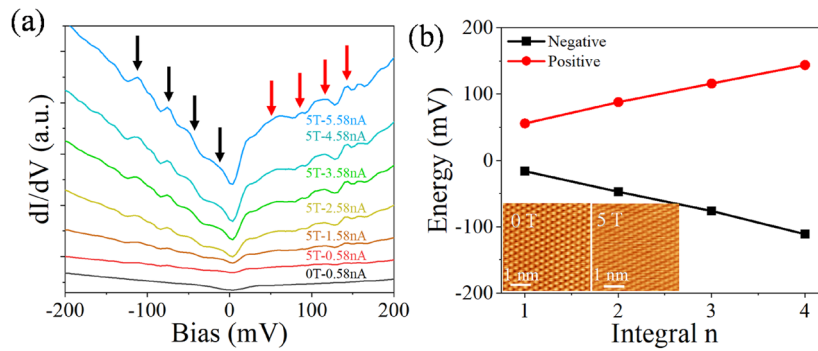 (a)
dI/dV (a.u.)
5T-5.58nA
5T-4.58nA
5T-3.58nA
5T-2.58nA
5T-1.58nA
5T-0.58nA
0T-0.58nA
-200 -100 0 100 200
Bias (mV)
(b)
Negative
Positive
Energy (mV)
200
100
0
-100
-200
0 T
5 T
1 nm
1 nm
1 2 3 4
Integral n